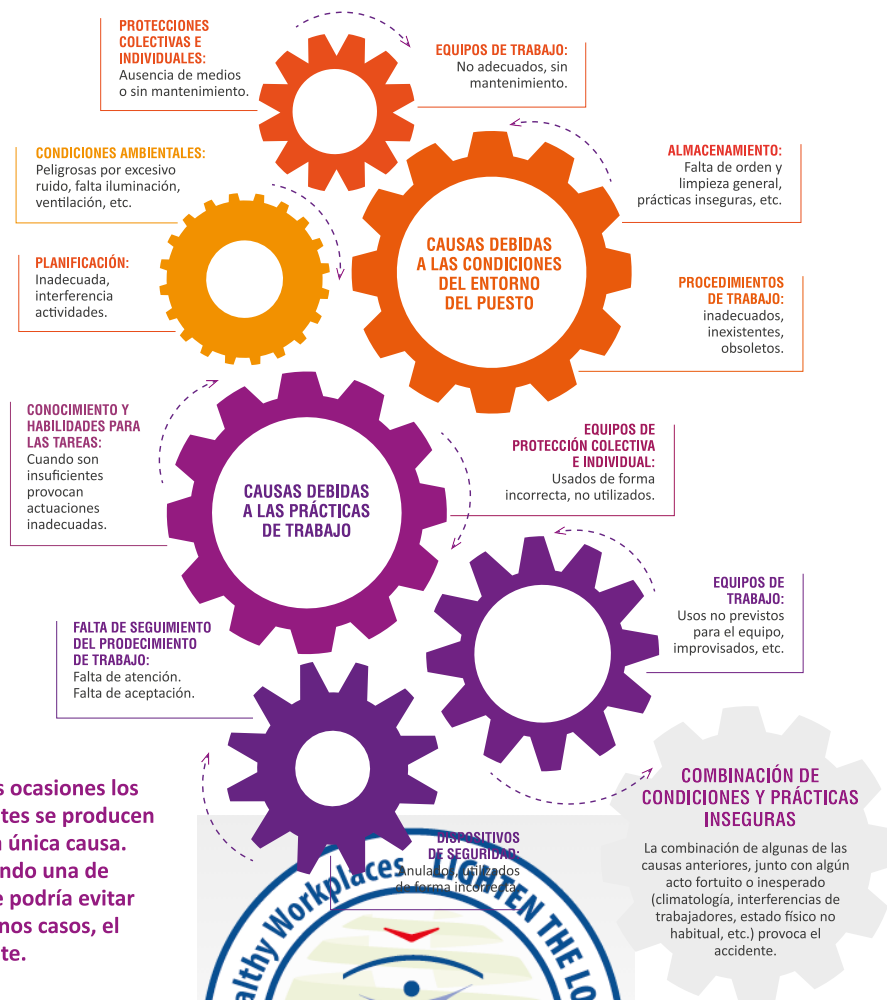 PROTECCIONES
COLECTIVAS E
INDIVIDUALES:
Ausencia de medios
o sin mantenimiento.
EQUIPOS DE TRABAJO:
No adecuados, sin
mantenimiento.
CONDICIONES AMBIENTALES:
Peligrosas por excesivo
ruido, falta iluminación,
ventilación, etc.
ALMACENAMIENTO:
Falta de orden y
limpieza general,
prácticas inseguras, etc.
PLANIFICACIÓN:
Inadecuada,
interferencia
actividades.
CAUSAS DEBIDAS
A LAS CONDICIONES
DEL ENTORNO
DEL PUESTO
PROCEDIMIENTOS
DE TRABAJO:
inadecuados,
inexistentes,
obsoletos.
CONOCIMIENTO Y
HABILIDADES PARA
LAS TAREAS:
Cuando son
insuficientes
provocan
actuaciones
inadecuadas.
CAUSAS DEBIDAS
A LAS PRÁCTICAS
DE TRABAJO
EQUIPOS DE
PROTECCIÓN COLECTIVA
E INDIVIDUAL:
Usados de forma
incorrecta, no utilizados.
EQUIPOS DE
TRABAJO:
Usos no previstos
para el equipo,
improvisados, etc.
FALTA DE SEGUIMIENTO
DEL PRODECIMIENTO
DE TRABAJO:
Falta de atención.
Falta de aceptación.
s ocasiones los
tes se producen
única causa.
ndo una de
e podría evitar
nos casos, el
te.
DISPOSITIVOS
DE SEGURIDAD:
Anulados, utilizados
de forma incorrecta.
althy Workplaces LIGHTEN THE LO
COMBINACIÓN DE
CONDICIONES Y PRÁCTICAS
INSEGURAS
La combinación de algunas de las
causas anteriores, junto con algún
acto fortuito o inesperado
(climatología, interferencias de
trabajadores, estado físico no
habitual, etc.) provoca el
accidente.